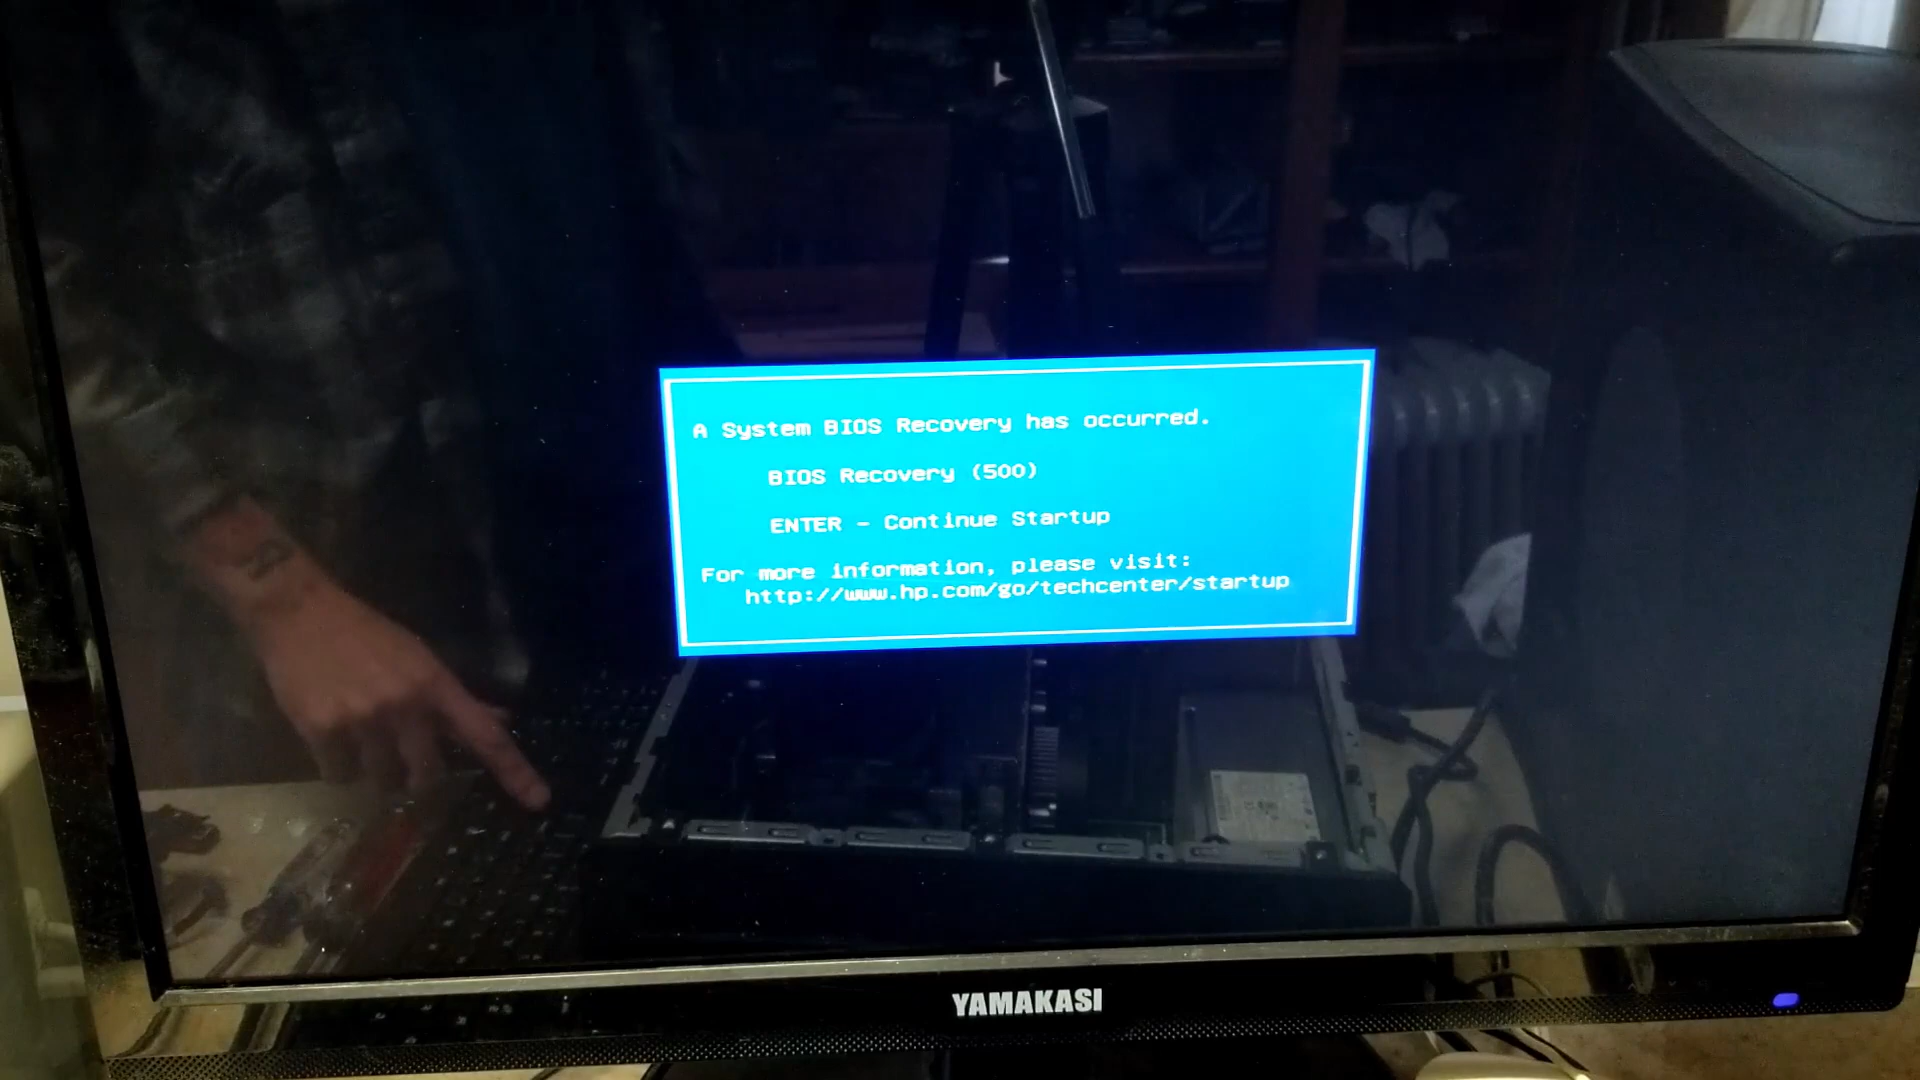 A System BIOS Recovery has occurred.
BIOS Recovery (500)
ENTER - Continue Startup
For more information, please visit:
http://www.hp.com/go/techcenter/startup
YAMAKASI